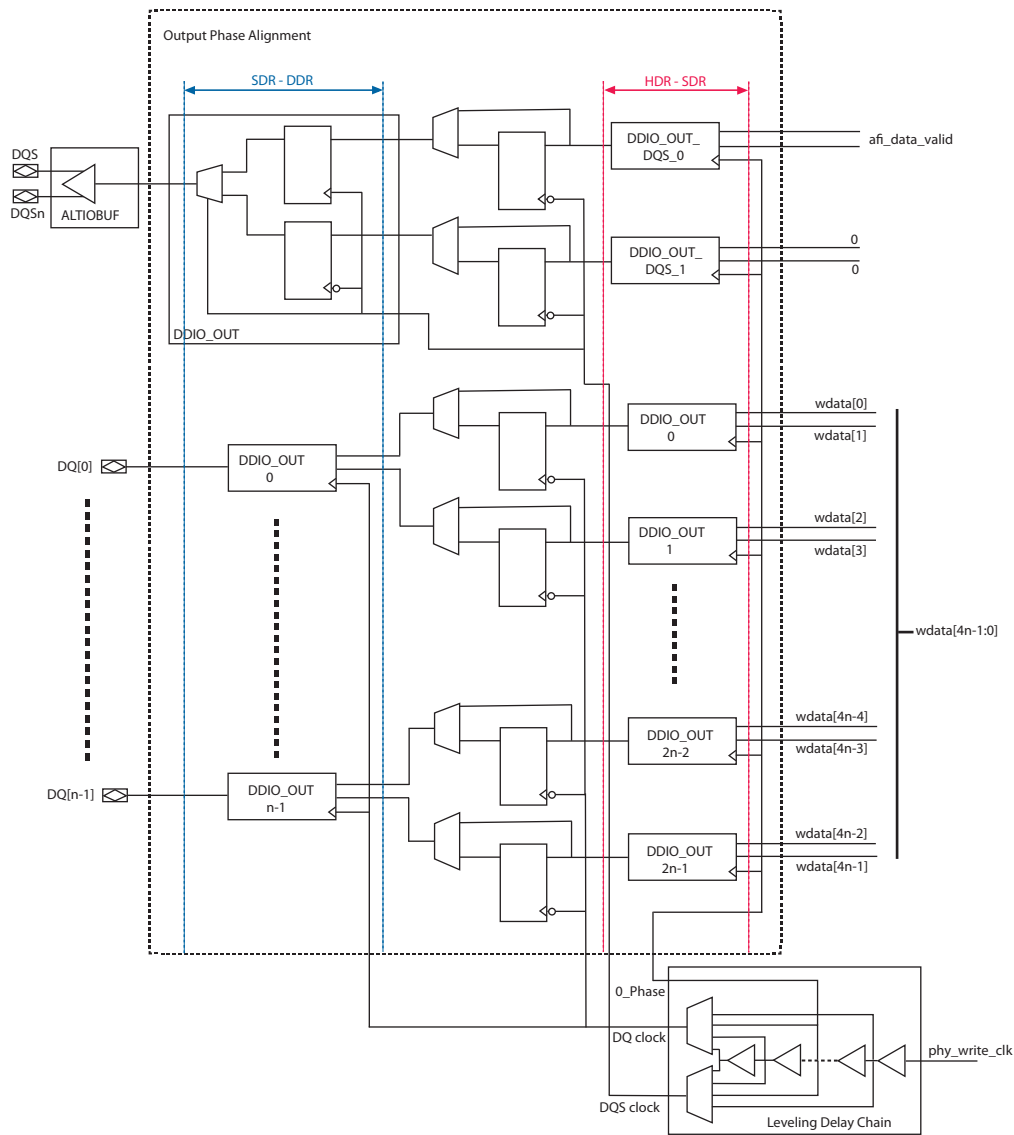 Output Phase Alignment
SDR - DDR
HDR - SDR
DQS
DQSn
ALTIOBUF
DDIO_OUT
DDIO_OUT_
DQS_0
afi_data_valid
DDIO_OUT_
DQS_1
0
0
DQ[0]
DDIO_OUT
0
DDIO_OUT
0
wdata[0]
wdata[1]
DDIO_OUT
1
wdata[2]
wdata[3]
wdata[4n-1:0]
DQ[n-1]
DDIO_OUT
n-1
DDIO_OUT
2n-2
wdata[4n-4]
wdata[4n-3]
DDIO_OUT
2n-1
wdata[4n-2]
wdata[4n-1]
0_Phase
DQ clock
DQS clock
phy_write_clk
Leveling Delay Chain